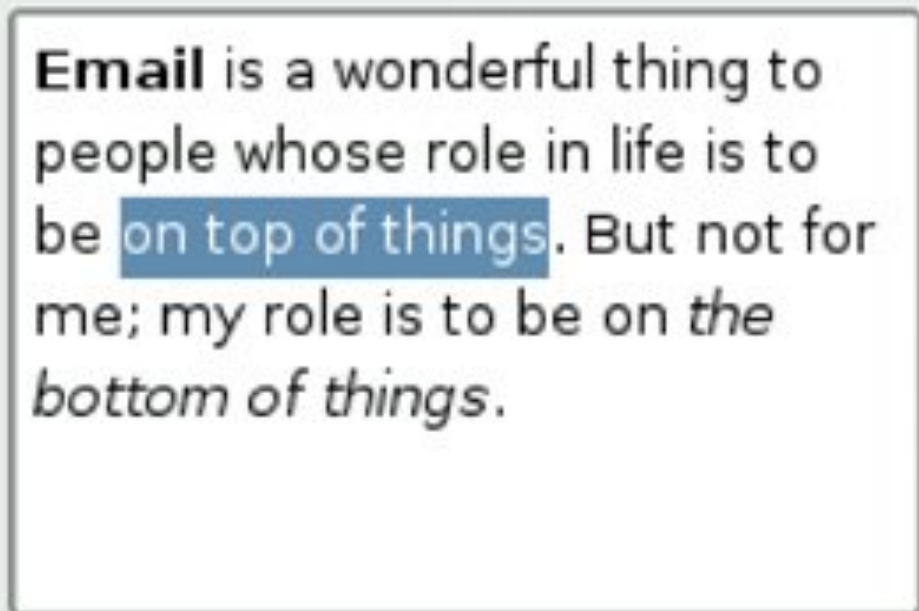 Email is a wonderful thing to
people whose role in life is to
be on top of things. But not for
me; my role is to be on the
bottom of things.